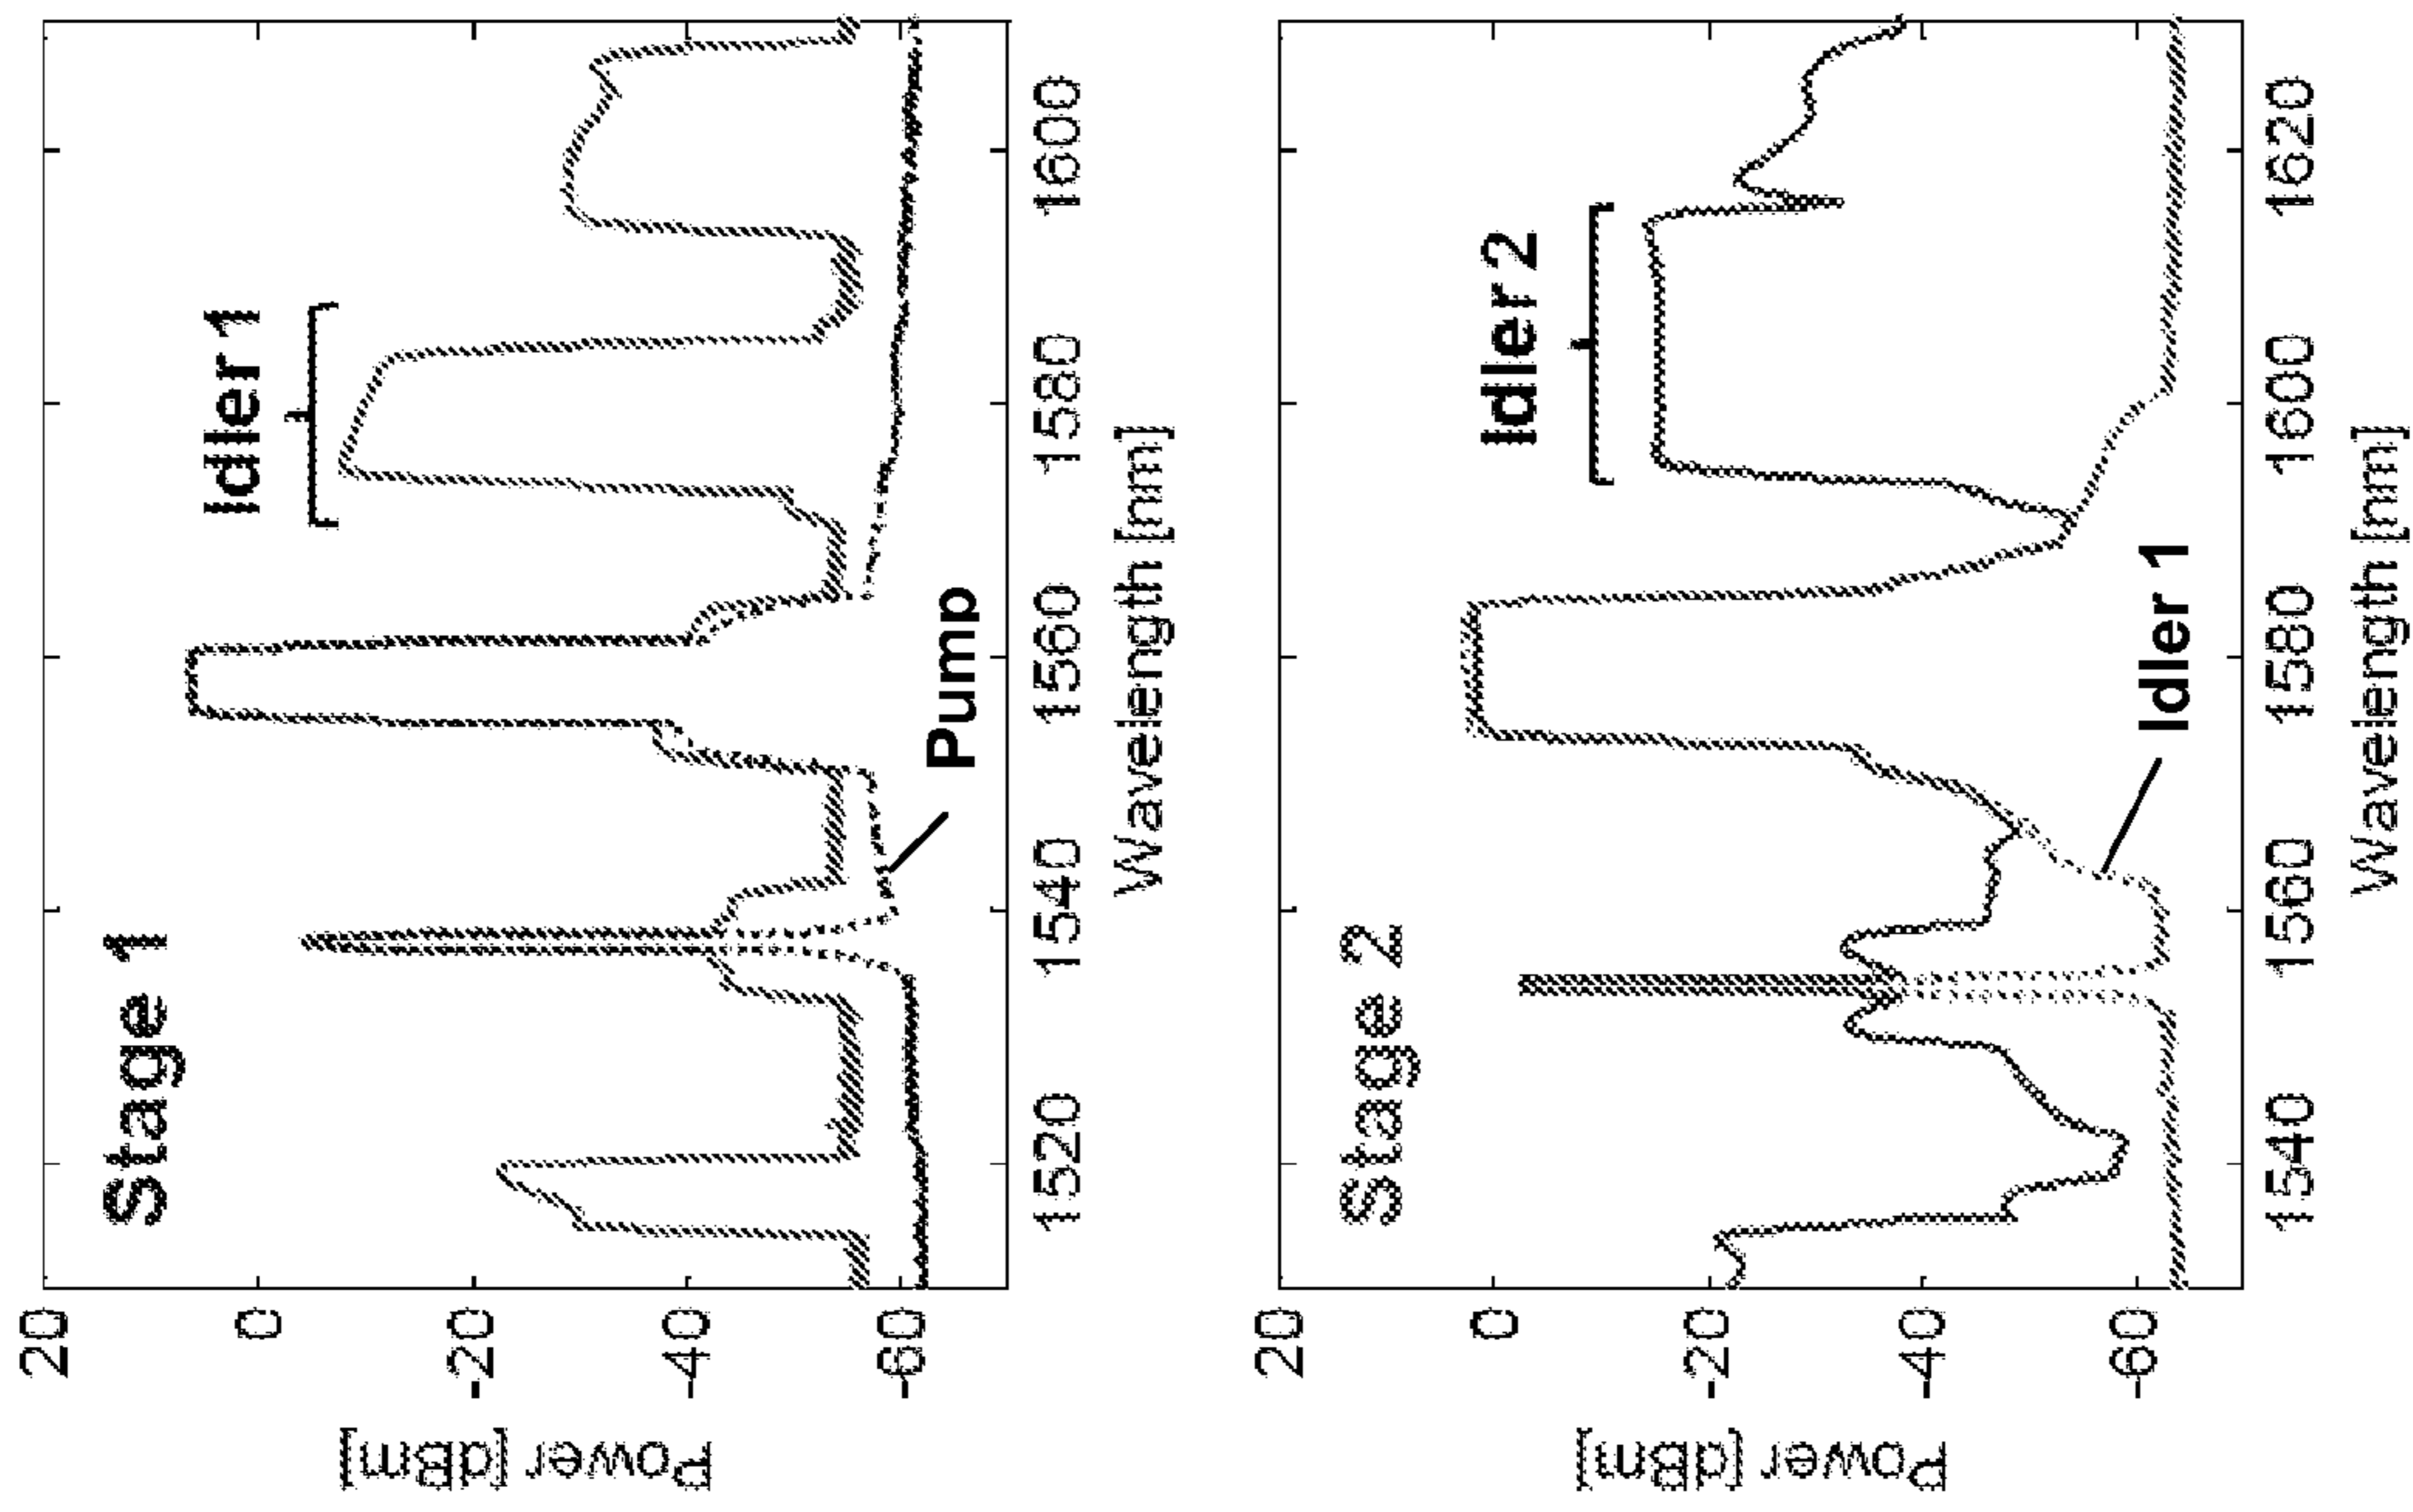 Stage 1
Idler 1
Pump
20
0
-20
-40
-60
Power [dBm]
1520
1540
1560
1580
1600
Wavelength [nm]
Stage 2
Idler 2
Idler 1
20
0
-20
-40
-60
Power [dBm]
1540
1560
1580
1600
1620
Wavelength [nm]